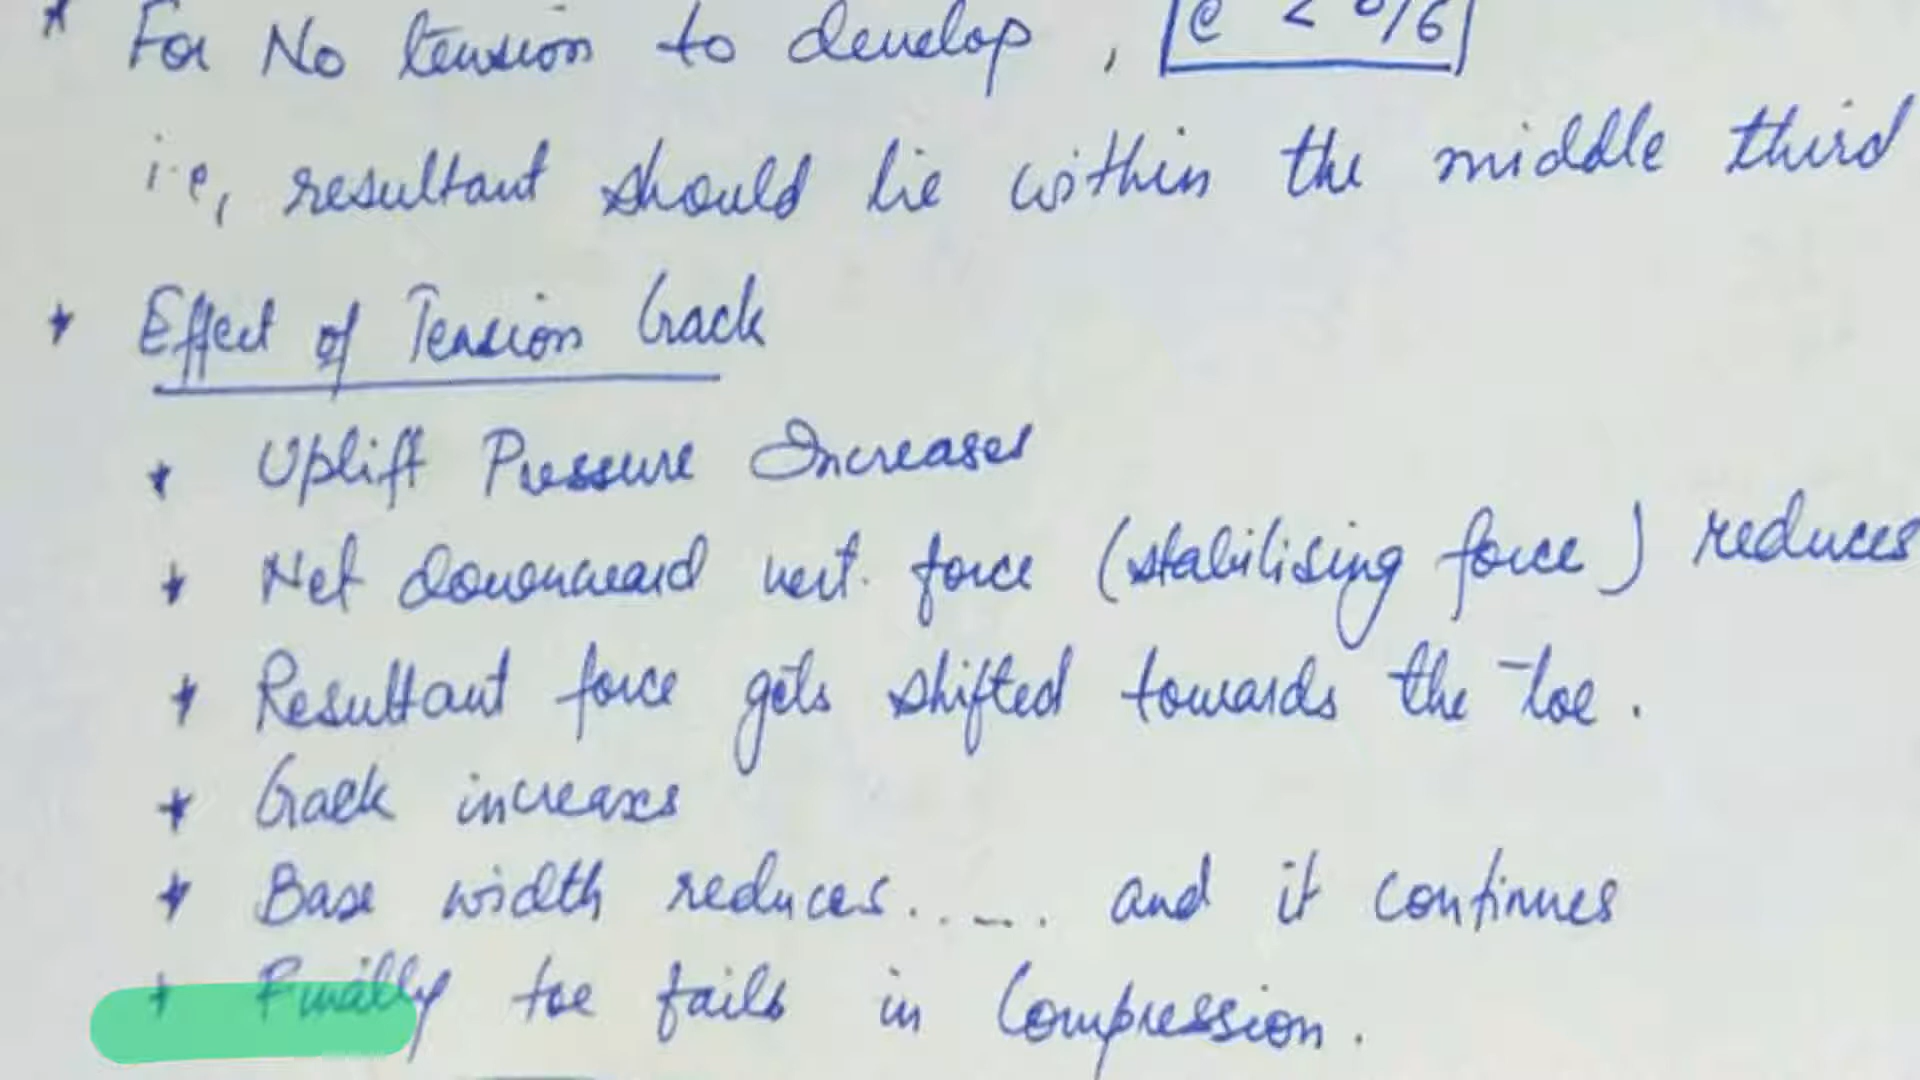 * For No tension to develop, e < b/6
i.e, resultant should lie within the middle third
* Effect of Tension Crack
* Uplift Pressure Increases
* Net downward vert. force (stabilising force) reduces
* Resultant force gets shifted towards the toe.
* Crack increases
* Base width reduces..... and it continues
* Finally toe fails in Compression.